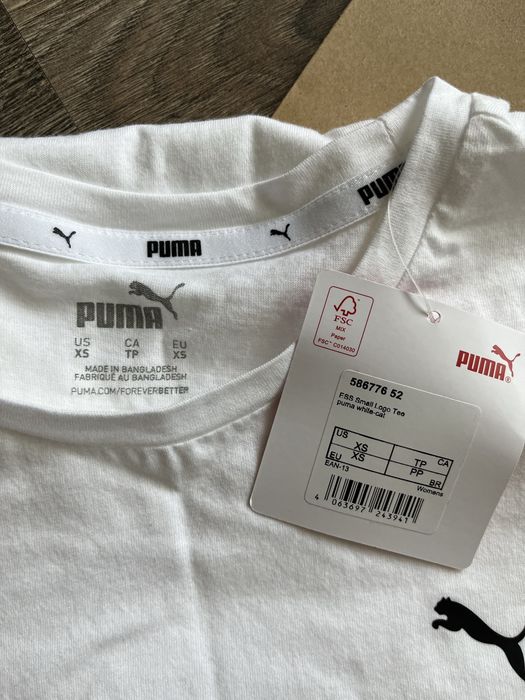 PUMA
PUMA
PUMA
US CA EU
XS TP XS
MADE IN BANGLADESH
FABRIQUÉ AU BANGLADESH
PUMA.COM/FOREVERBETTER
FSC
MIX
Paper
FSC™ C014030
PUMA®
586776 52
ESS Small Logo Tee
puma white-cat
US XS TP CA
EU XS PP BR
EAN-13
Womens
4 063697 243941